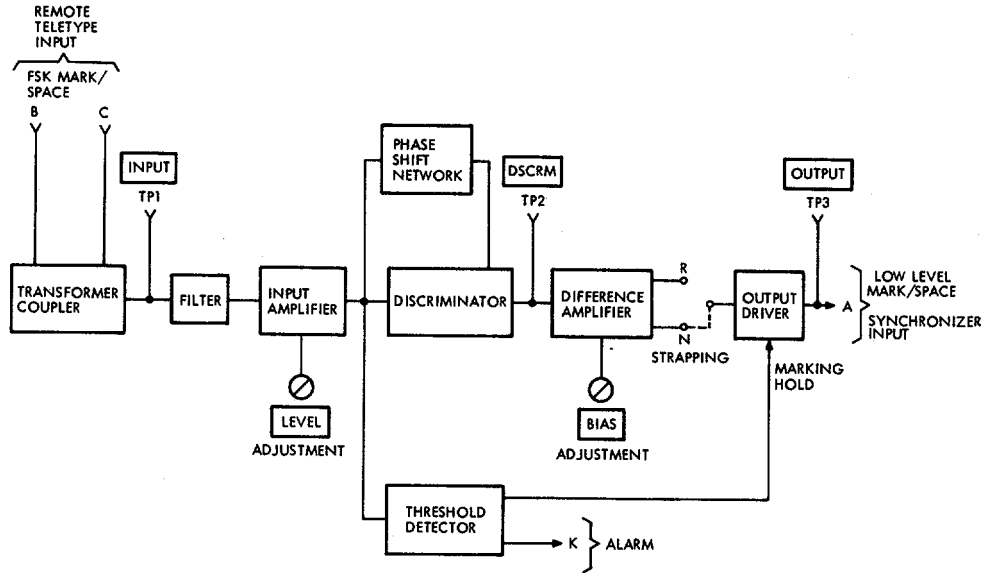 REMOTE
TELETYPE
INPUT
FSK MARK/
SPACE
B
C
INPUT
TP1
PHASE
SHIFT
NETWORK
DSCRM
TP2
OUTPUT
TP3
TRANSFORMER
COUPLER
FILTER
INPUT
AMPLIFIER
DISCRIMINATOR
DIFFERENCE
AMPLIFIER
R
N
STRAPPING
OUTPUT
DRIVER
A
LOW LEVEL
MARK/SPACE
SYNCHRONIZER
INPUT
MARKING
HOLD
LEVEL
ADJUSTMENT
BIAS
ADJUSTMENT
THRESHOLD
DETECTOR
K
ALARM